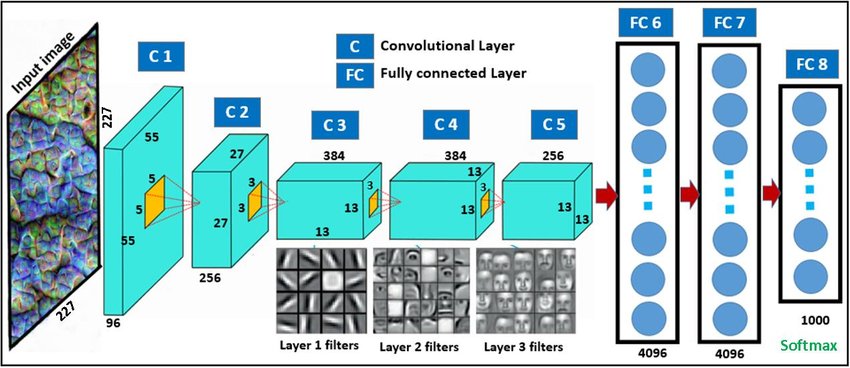 Input image
227
227
C 1
55
5
5
55
96
C 2
27
3
3
27
256
C Convolutional Layer
FC Fully connected Layer
C 3
384
3
13
13
C 4
384
13
3
13
C 5
256
13
13
Layer 1 filters
Layer 2 filters
Layer 3 filters
FC 6
4096
FC 7
4096
FC 8
1000
Softmax